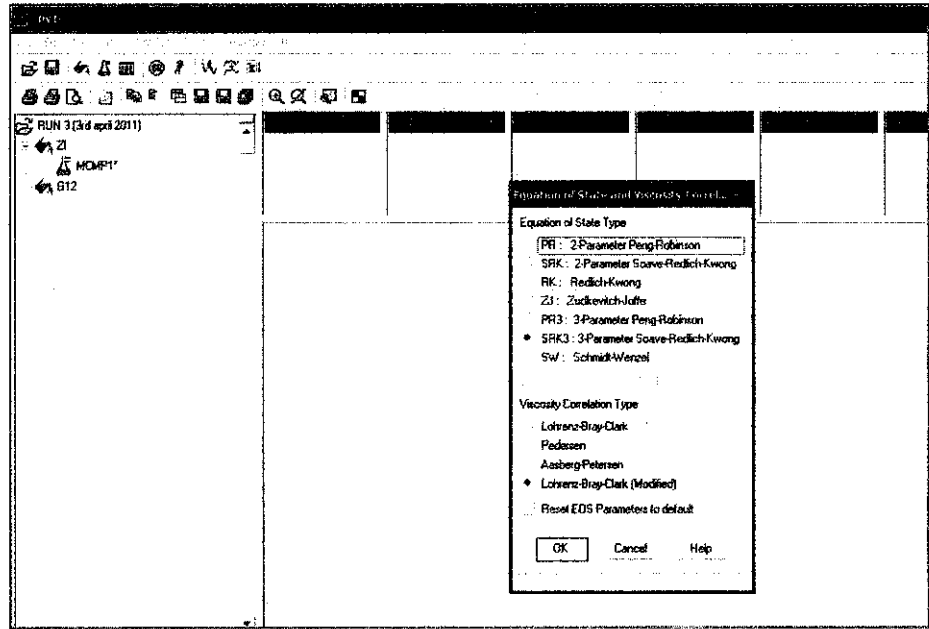 RUN 3 (3rd april 2011)
ZI
MCMP1*
G12
Equation of State and Viscosity Correl...
Equation of State Type
PR : 2-Parameter Peng-Robinson
SRK : 2-Parameter Soave-Redlich-Kwong
RK : Redlich-Kwong
ZJ : Zudkevitch-Joffe
PR3 : 3-Parameter Peng-Robinson
SRK3 : 3-Parameter Soave-Redlich-Kwong
SW : Schmidt-Wenzel
Viscosity Correlation Type
Lohrenz-Bray-Clark
Pedersen
Aasberg-Petersen
Lohrenz-Bray-Clark (Modified)
Reset EOS Parameters to default
OK Cancel Help